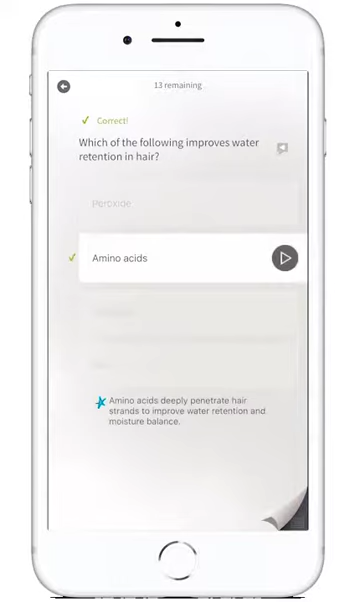 13 remaining
Correct!
Which of the following improves water
retention in hair?
Peroxide
Amino acids
Amino acids deeply penetrate hair
strands to improve water retention and
moisture balance.